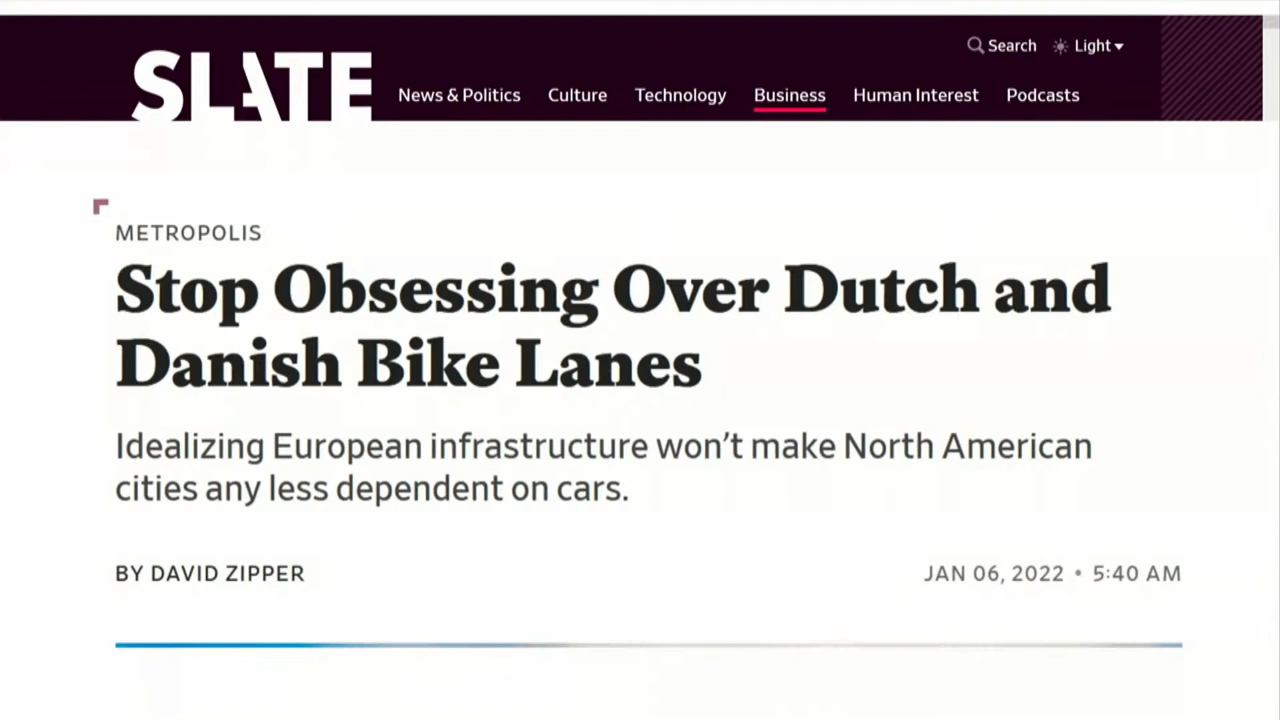 Search Light
SLATE
News & Politics Culture Technology Business Human Interest Podcasts
METROPOLIS
Stop Obsessing Over Dutch and
Danish Bike Lanes
Idealizing European infrastructure won't make North American
cities any less dependent on cars.
BY DAVID ZIPPER
JAN 06, 2022 • 5:40 AM